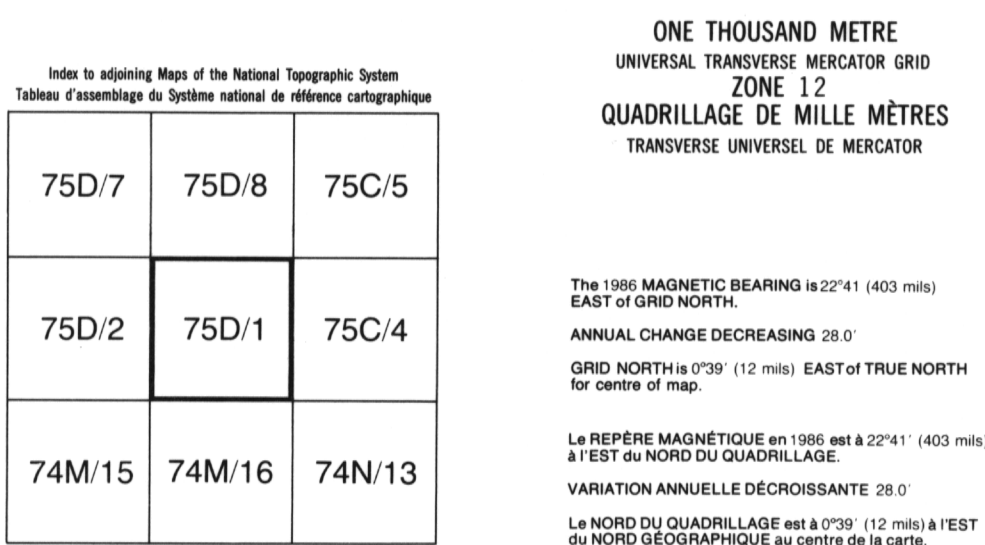 Index to adjoining Maps of the National Topographic System
Tableau d'assemblage du Système national de référence cartographique
75D/7 75D/8 75C/5
75D/2 75D/1 75C/4
74M/15 74M/16 74N/13
ONE THOUSAND METRE
UNIVERSAL TRANSVERSE MERCATOR GRID
ZONE 12
QUADRILLAGE DE MILLE MÈTRES
TRANSVERSE UNIVERSEL DE MERCATOR
The 1986 MAGNETIC BEARING is 22°41 (403 mils)
EAST of GRID NORTH.
ANNUAL CHANGE DECREASING 28.0′
GRID NORTH is 0°39′ (12 mils) EAST of TRUE NORTH
for centre of map.
Le REPÈRE MAGNÉTIQUE en 1986 est à 22°41′ (403 mils)
à l'EST du NORD DU QUADRILLAGE.
VARIATION ANNUELLE DÉCROISSANTE 28.0′
Le NORD DU QUADRILLAGE est à 0°39′ (12 mils) à l'EST
du NORD GÉOGRAPHIQUE au centre de la carte.